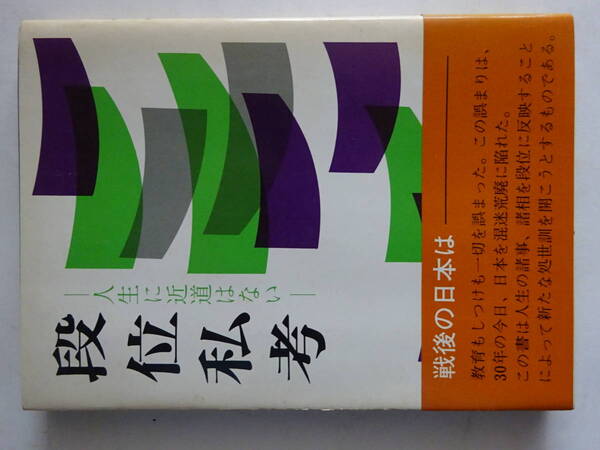 段位私考
―人生に近道はない―
戦後の日本は――
教育もしつけも一切を誤まった。この誤まりは、
30年の今日、日本を混迷荒廃に陥れた。
この書は人生の諸事、諸相を段位に反映すること
によって新たな処世訓を開こうとするものである。